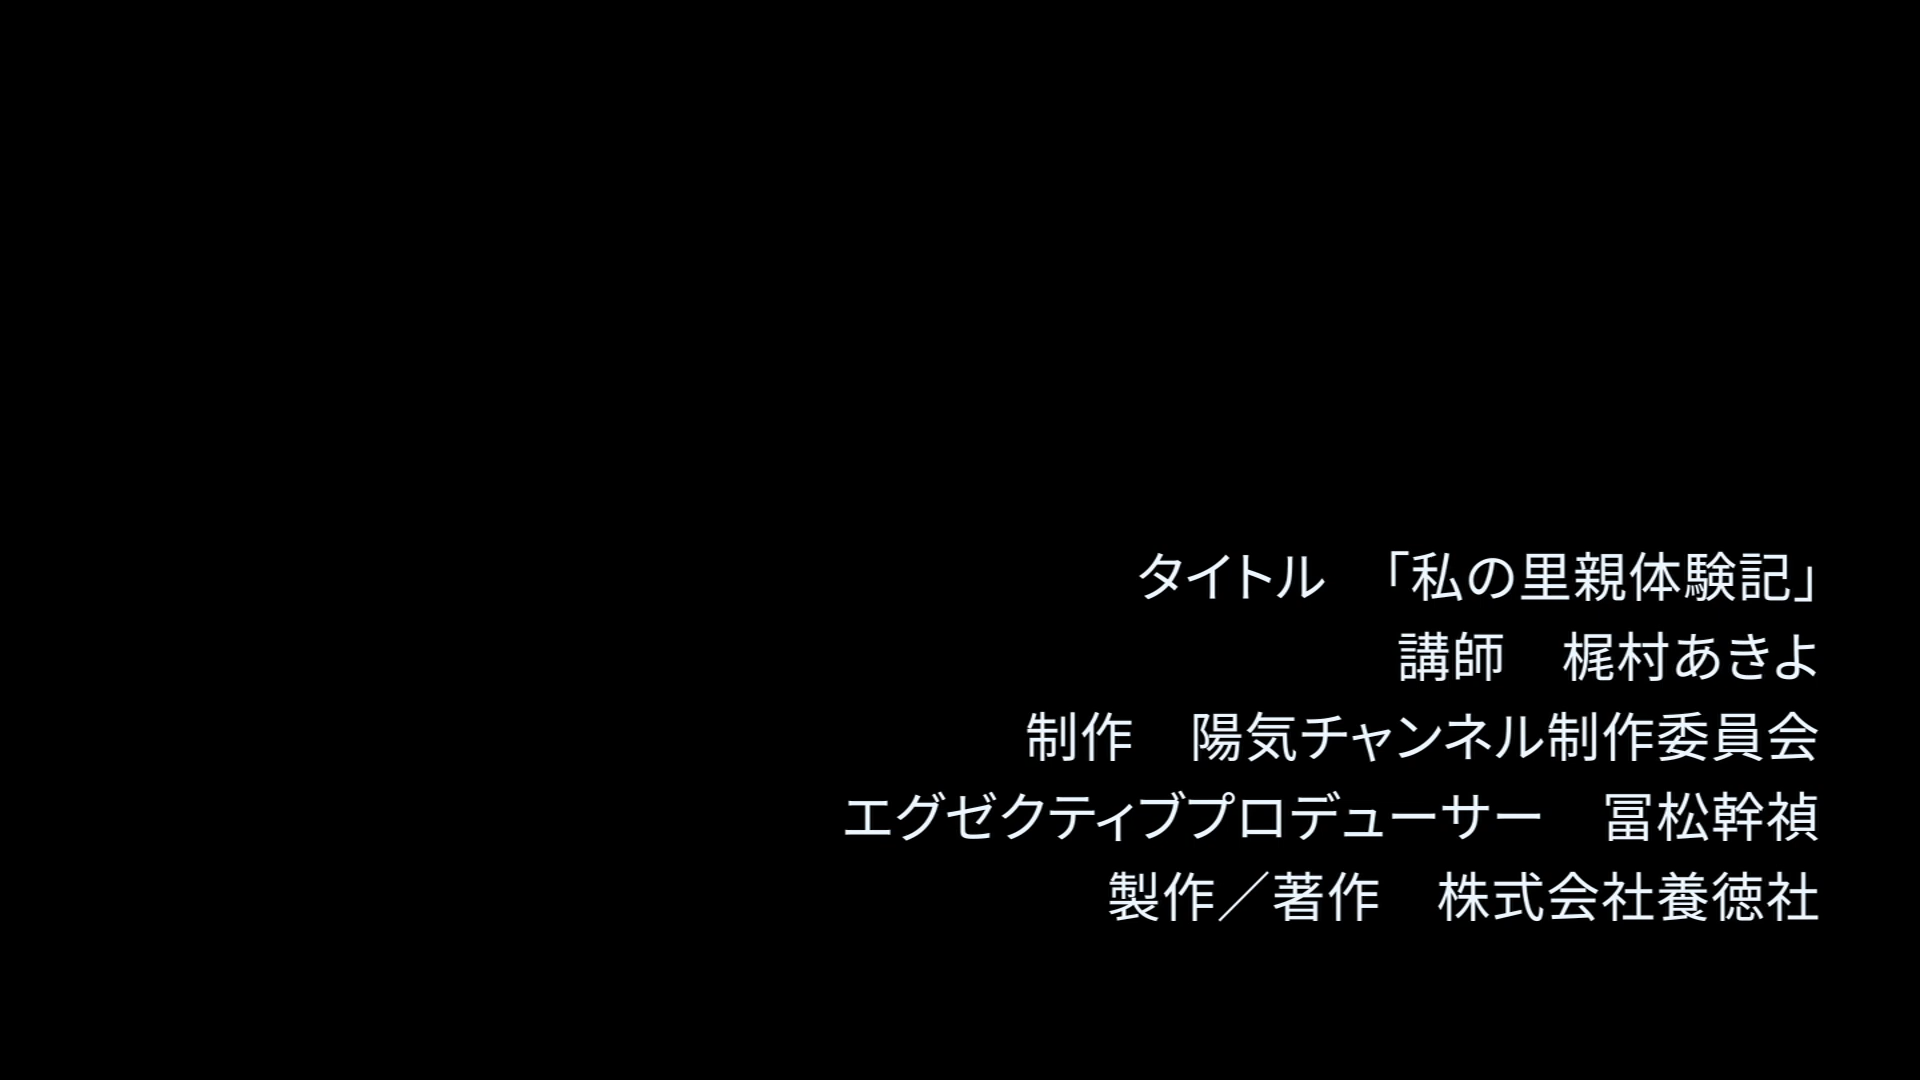 タイトル　「私の里親体験記」
講師　梶村あきよ
制作　陽気チャンネル制作委員会
エグゼクティブプロデューサー　冨松幹禎
製作／著作　株式会社養徳社